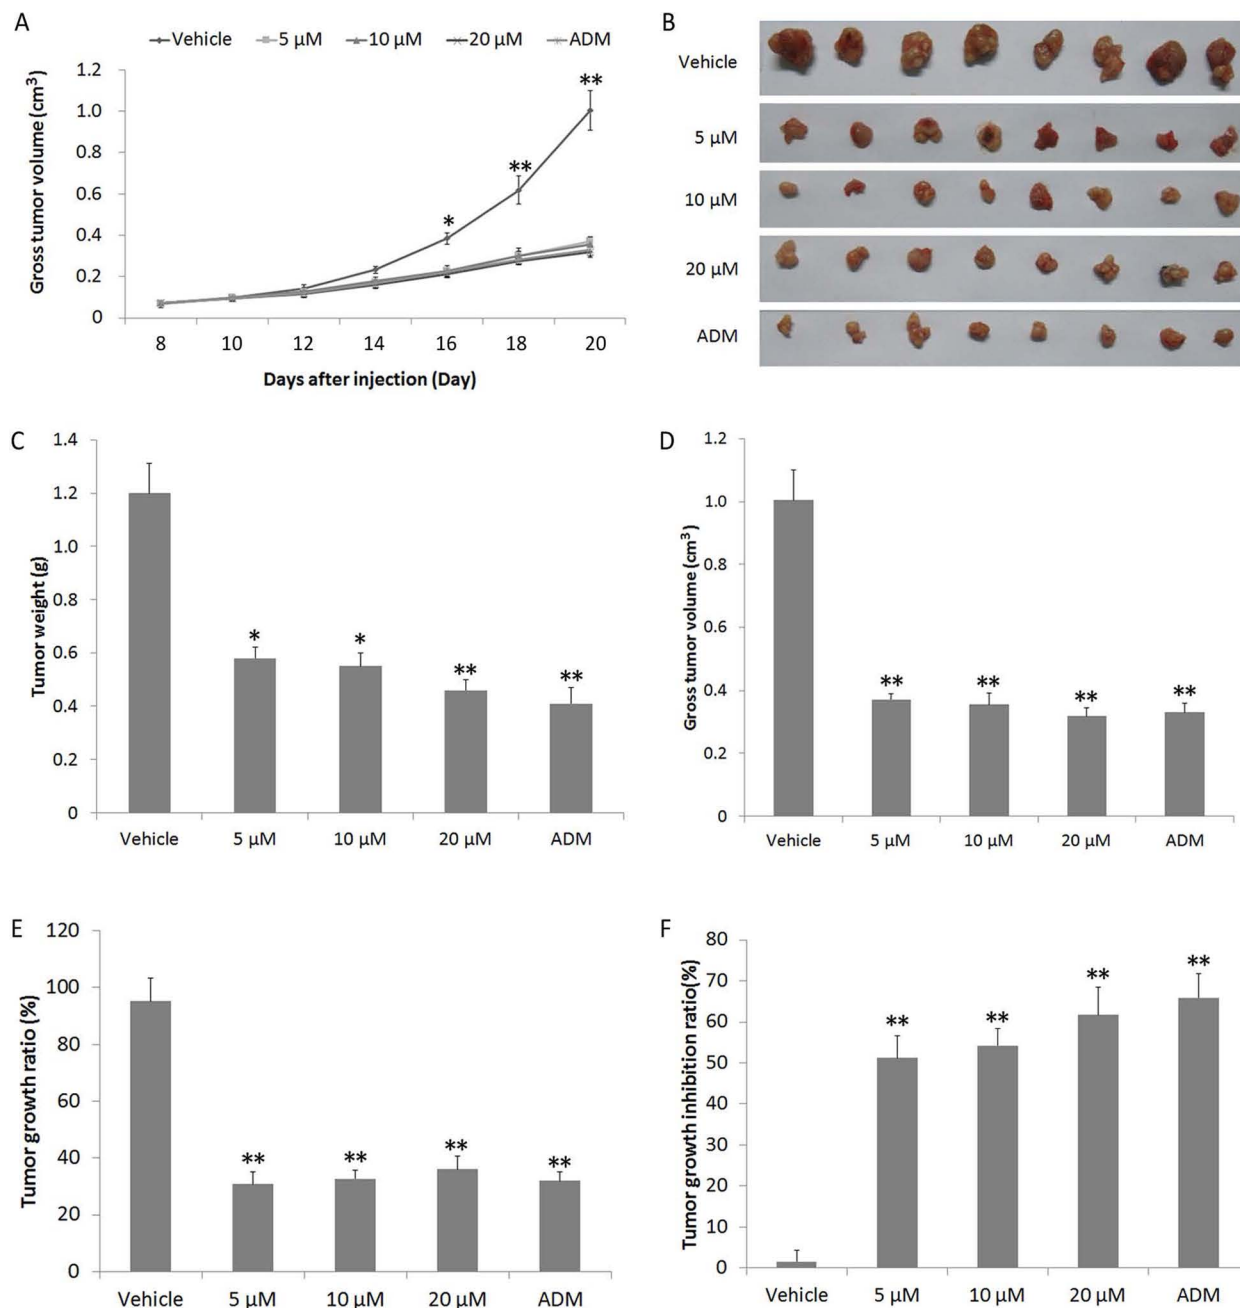 A
Vehicle 5 μM 10 μM 20 μM ADM
Gross tumor volume (cm³)
1.2
1.0
0.8
0.6
0.4
0.2
0
*
**
**
8 10 12 14 16 18 20
Days after injection (Day)
B
Vehicle
5 μM
10 μM
20 μM
ADM
C
Tumor weight (g)
1.4
1.2
1.0
0.8
0.6
0.4
0.2
0
* * ** **
Vehicle 5 μM 10 μM 20 μM ADM
D
Gross tumor volume (cm³)
1.2
1.0
0.8
0.6
0.4
0.2
0
** ** ** **
Vehicle 5 μM 10 μM 20 μM ADM
E
Tumor growth ratio (%)
120
100
80
60
40
20
0
** ** ** **
Vehicle 5 μM 10 μM 20 μM ADM
F
Tumor growth inhibition ratio(%)
80
70
60
50
40
30
20
10
0
** ** ** **
Vehicle 5 μM 10 μM 20 μM ADM